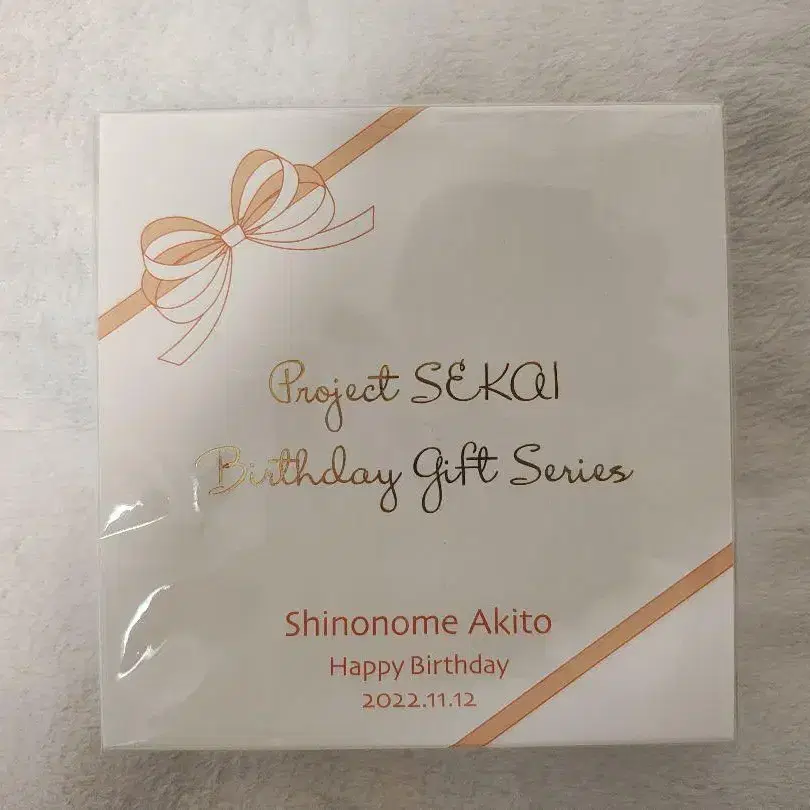 Project SEKAI
Birthday Gift Series
Shinonome Akito
Happy Birthday
2022.11.12